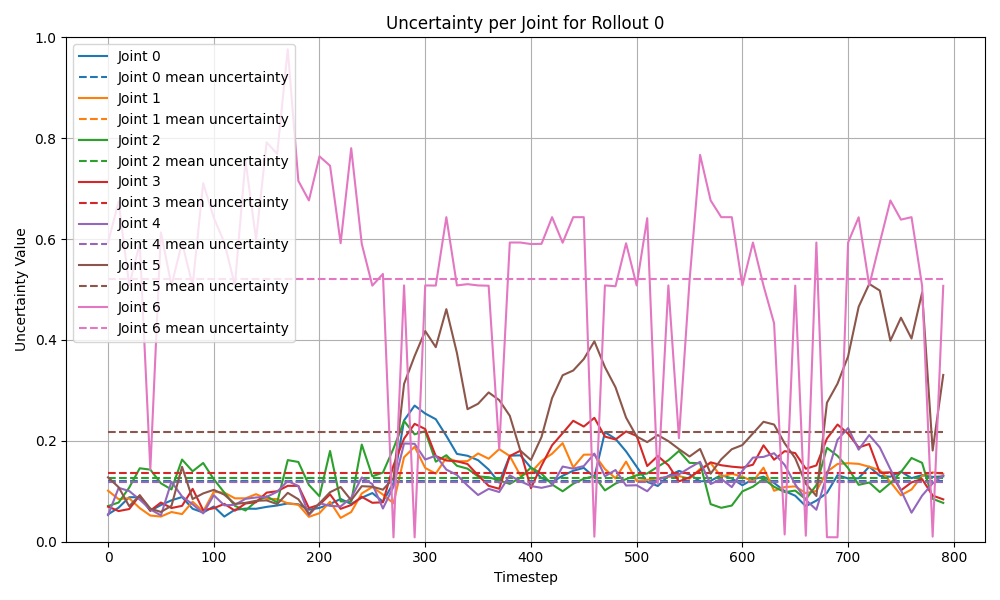 Uncertainty per Joint for Rollout 0
Uncertainty Value
1.0
0.8
0.6
0.4
0.2
0.0
Joint 0
Joint 0 mean uncertainty
Joint 1
Joint 1 mean uncertainty
Joint 2
Joint 2 mean uncertainty
Joint 3
Joint 3 mean uncertainty
Joint 4
Joint 4 mean uncertainty
Joint 5
Joint 5 mean uncertainty
Joint 6
Joint 6 mean uncertainty
0 100 200 300 400 500 600 700 800
Timestep